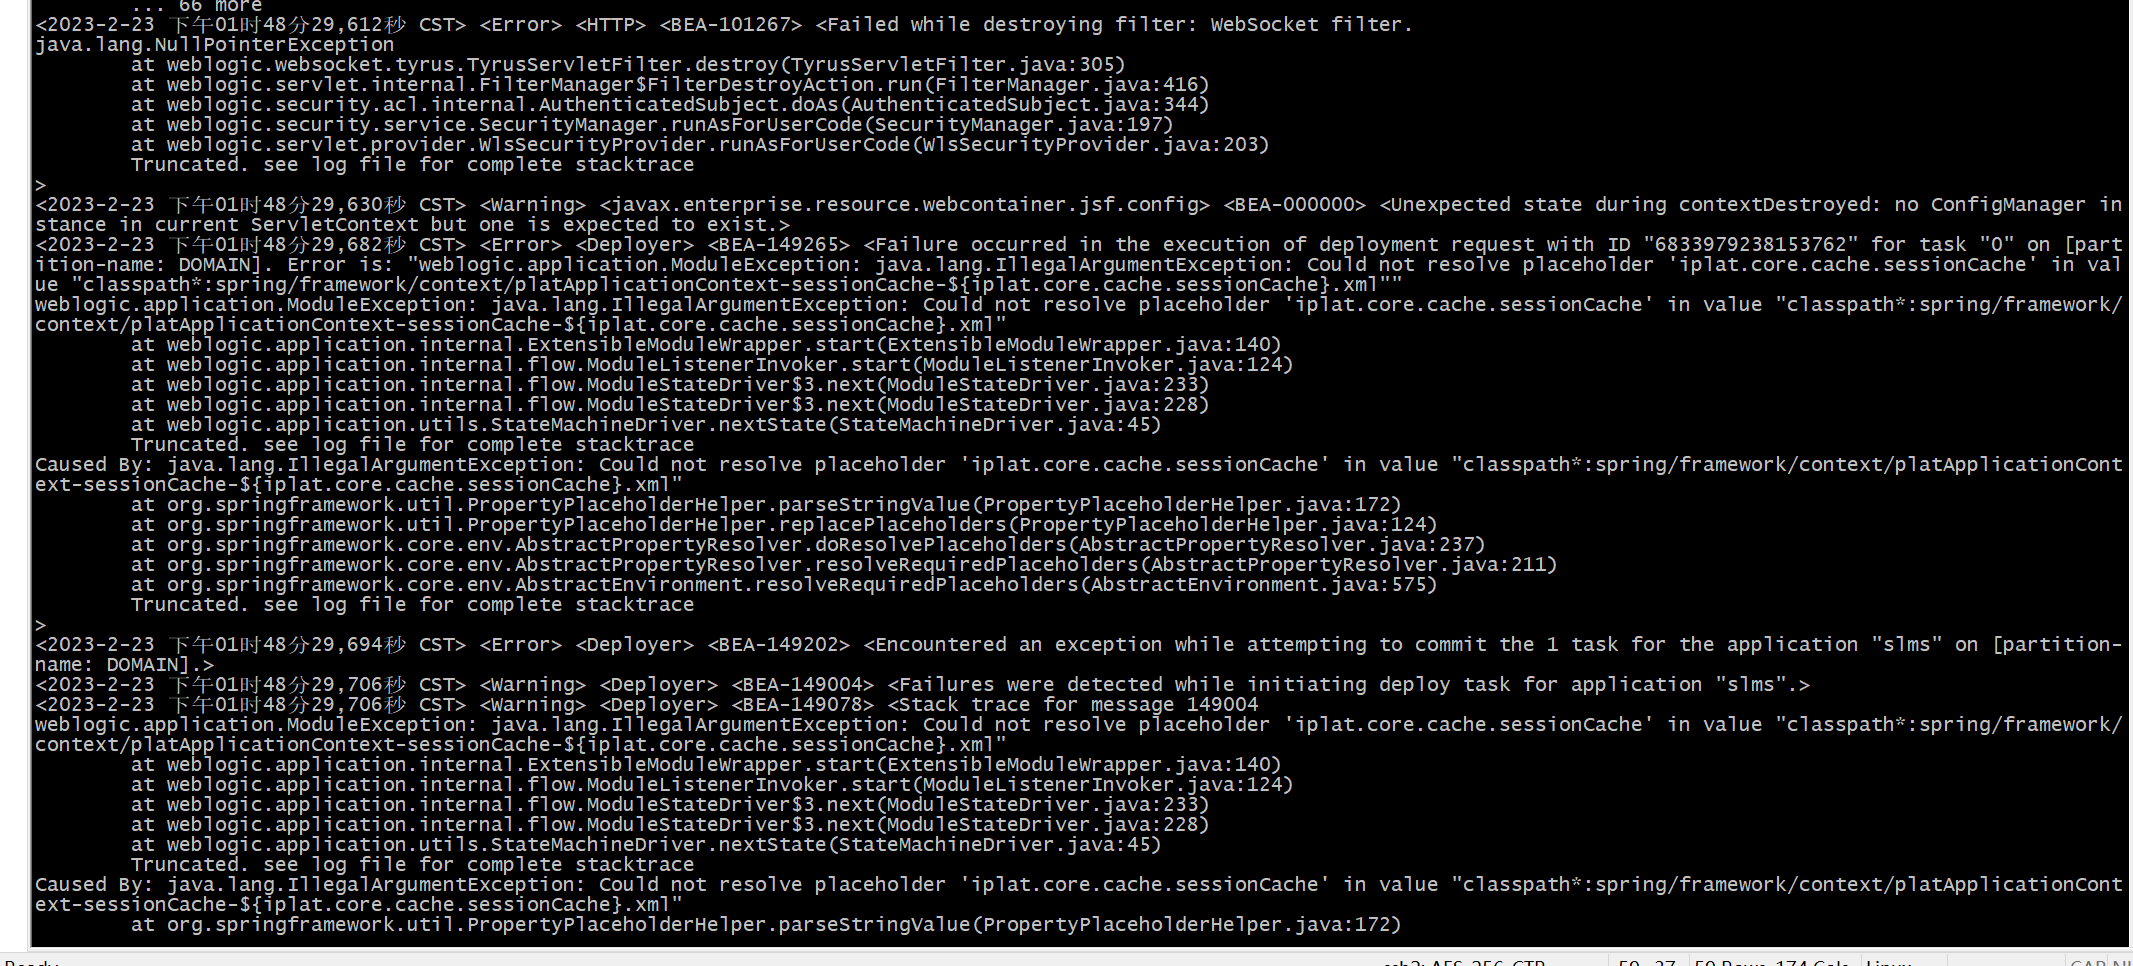 ... 66 more
<2023-2-23 下午01时48分29,612秒 CST> <Error> <HTTP> <BEA-101267> <Failed while destroying filter: WebSocket filter.
java.lang.NullPointerException
at weblogic.websocket.tyrus.TyrusServletFilter.destroy(TyrusServletFilter.java:305)
at weblogic.servlet.internal.FilterManager$FilterDestroyAction.run(FilterManager.java:416)
at weblogic.security.acl.internal.AuthenticatedSubject.doAs(AuthenticatedSubject.java:344)
at weblogic.security.service.SecurityManager.runAsForUserCode(SecurityManager.java:197)
at weblogic.servlet.provider.WlsSecurityProvider.runAsForUserCode(WlsSecurityProvider.java:203)
Truncated. see log file for complete stacktrace
>
<2023-2-23 下午01时48分29,630秒 CST> <Warning> <javax.enterprise.resource.webcontainer.jsf.config> <BEA-000000> <Unexpected state during contextDestroyed: no ConfigManager in
stance in current ServletContext but one is expected to exist.>
<2023-2-23 下午01时48分29,682秒 CST> <Error> <Deployer> <BEA-149265> <Failure occurred in the execution of deployment request with ID "6833979238153762" for task "0" on [part
ition-name: DOMAIN]. Error is: "weblogic.application.ModuleException: java.lang.IllegalArgumentException: Could not resolve placeholder 'iplat.core.cache.sessionCache' in val
ue "classpath*:spring/framework/context/platApplicationContext-sessionCache-${iplat.core.cache.sessionCache}.xml""
weblogic.application.ModuleException: java.lang.IllegalArgumentException: Could not resolve placeholder 'iplat.core.cache.sessionCache' in value "classpath*:spring/framework/
context/platApplicationContext-sessionCache-${iplat.core.cache.sessionCache}.xml"
at weblogic.application.internal.ExtensibleModuleWrapper.start(ExtensibleModuleWrapper.java:140)
at weblogic.application.internal.flow.ModuleListenerInvoker.start(ModuleListenerInvoker.java:124)
at weblogic.application.internal.flow.ModuleStateDriver$3.next(ModuleStateDriver.java:233)
at weblogic.application.internal.flow.ModuleStateDriver$3.next(ModuleStateDriver.java:228)
at weblogic.application.utils.StateMachineDriver.nextState(StateMachineDriver.java:45)
Truncated. see log file for complete stacktrace
Caused By: java.lang.IllegalArgumentException: Could not resolve placeholder 'iplat.core.cache.sessionCache' in value "classpath*:spring/framework/context/platApplicationCont
ext-sessionCache-${iplat.core.cache.sessionCache}.xml"
at org.springframework.util.PropertyPlaceholderHelper.parseStringValue(PropertyPlaceholderHelper.java:172)
at org.springframework.util.PropertyPlaceholderHelper.replacePlaceholders(PropertyPlaceholderHelper.java:124)
at org.springframework.core.env.AbstractPropertyResolver.doResolvePlaceholders(AbstractPropertyResolver.java:237)
at org.springframework.core.env.AbstractPropertyResolver.resolveRequiredPlaceholders(AbstractPropertyResolver.java:211)
at org.springframework.core.env.AbstractEnvironment.resolveRequiredPlaceholders(AbstractEnvironment.java:575)
Truncated. see log file for complete stacktrace
>
<2023-2-23 下午01时48分29,694秒 CST> <Error> <Deployer> <BEA-149202> <Encountered an exception while attempting to commit the 1 task for the application "slms" on [partition-
name: DOMAIN].>
<2023-2-23 下午01时48分29,706秒 CST> <Warning> <Deployer> <BEA-149004> <Failures were detected while initiating deploy task for application "slms".>
<2023-2-23 下午01时48分29,706秒 CST> <Warning> <Deployer> <BEA-149078> <Stack trace for message 149004
weblogic.application.ModuleException: java.lang.IllegalArgumentException: Could not resolve placeholder 'iplat.core.cache.sessionCache' in value "classpath*:spring/framework/
context/platApplicationContext-sessionCache-${iplat.core.cache.sessionCache}.xml"
at weblogic.application.internal.ExtensibleModuleWrapper.start(ExtensibleModuleWrapper.java:140)
at weblogic.application.internal.flow.ModuleListenerInvoker.start(ModuleListenerInvoker.java:124)
at weblogic.application.internal.flow.ModuleStateDriver$3.next(ModuleStateDriver.java:233)
at weblogic.application.internal.flow.ModuleStateDriver$3.next(ModuleStateDriver.java:228)
at weblogic.application.utils.StateMachineDriver.nextState(StateMachineDriver.java:45)
Truncated. see log file for complete stacktrace
Caused By: java.lang.IllegalArgumentException: Could not resolve placeholder 'iplat.core.cache.sessionCache' in value "classpath*:spring/framework/context/platApplicationCont
ext-sessionCache-${iplat.core.cache.sessionCache}.xml"
at org.springframework.util.PropertyPlaceholderHelper.parseStringValue(PropertyPlaceholderHelper.java:172)